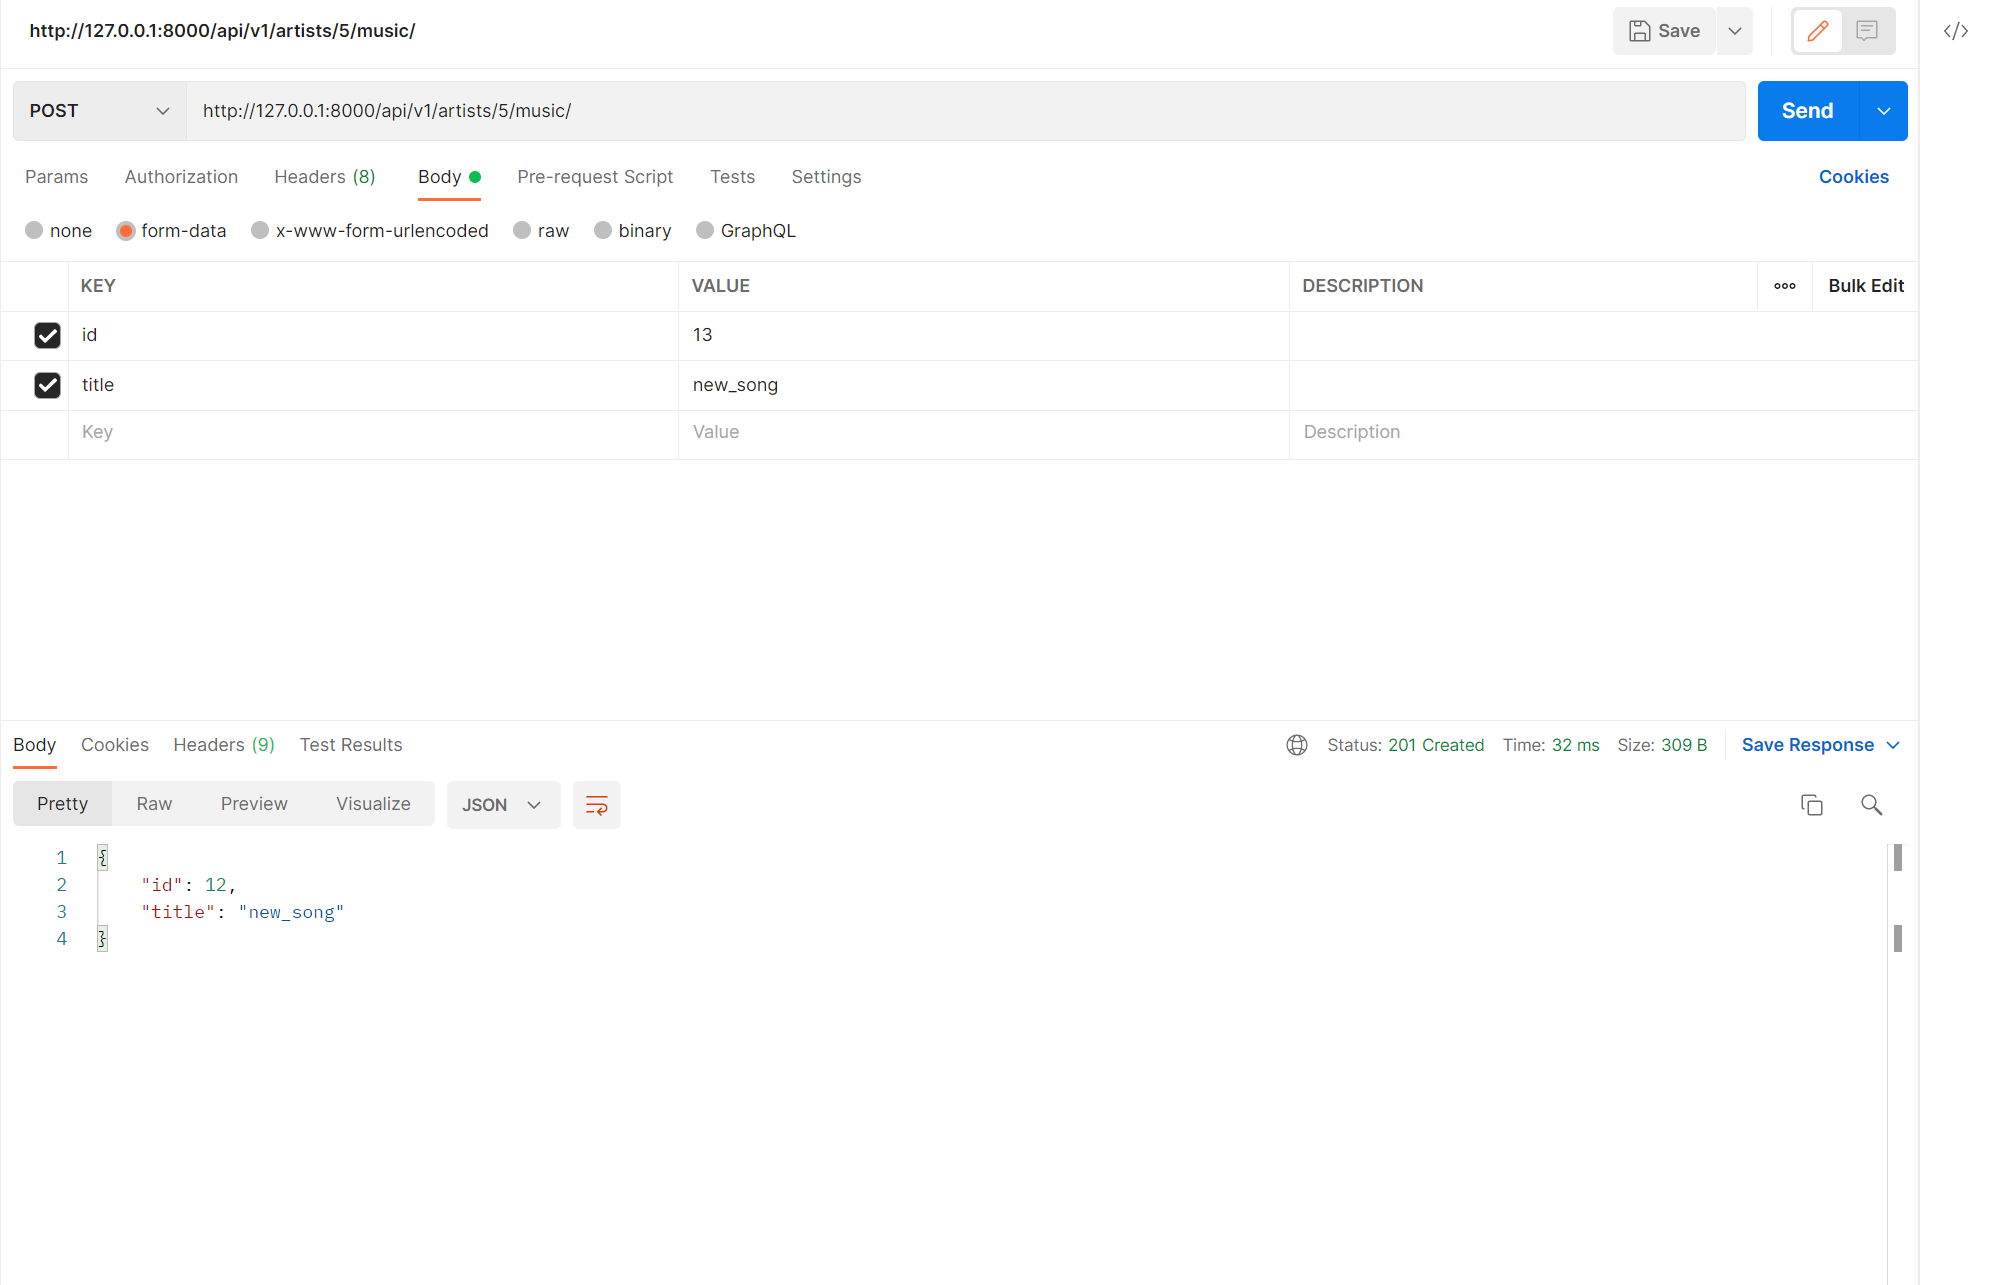 http://127.0.0.1:8000/api/v1/artists/5/music/
Save
POST http://127.0.0.1:8000/api/v1/artists/5/music/ Send
Params Authorization Headers (8) Body Pre-request Script Tests Settings Cookies
none form-data x-www-form-urlencoded raw binary GraphQL
KEY VALUE DESCRIPTION Bulk Edit
id 13
title new_song
Key Value Description
Body Cookies Headers (9) Test Results Status: 201 Created Time: 32 ms Size: 309 B Save Response
Pretty Raw Preview Visualize JSON
1 {
2 "id": 12,
3 "title": "new_song"
4 }